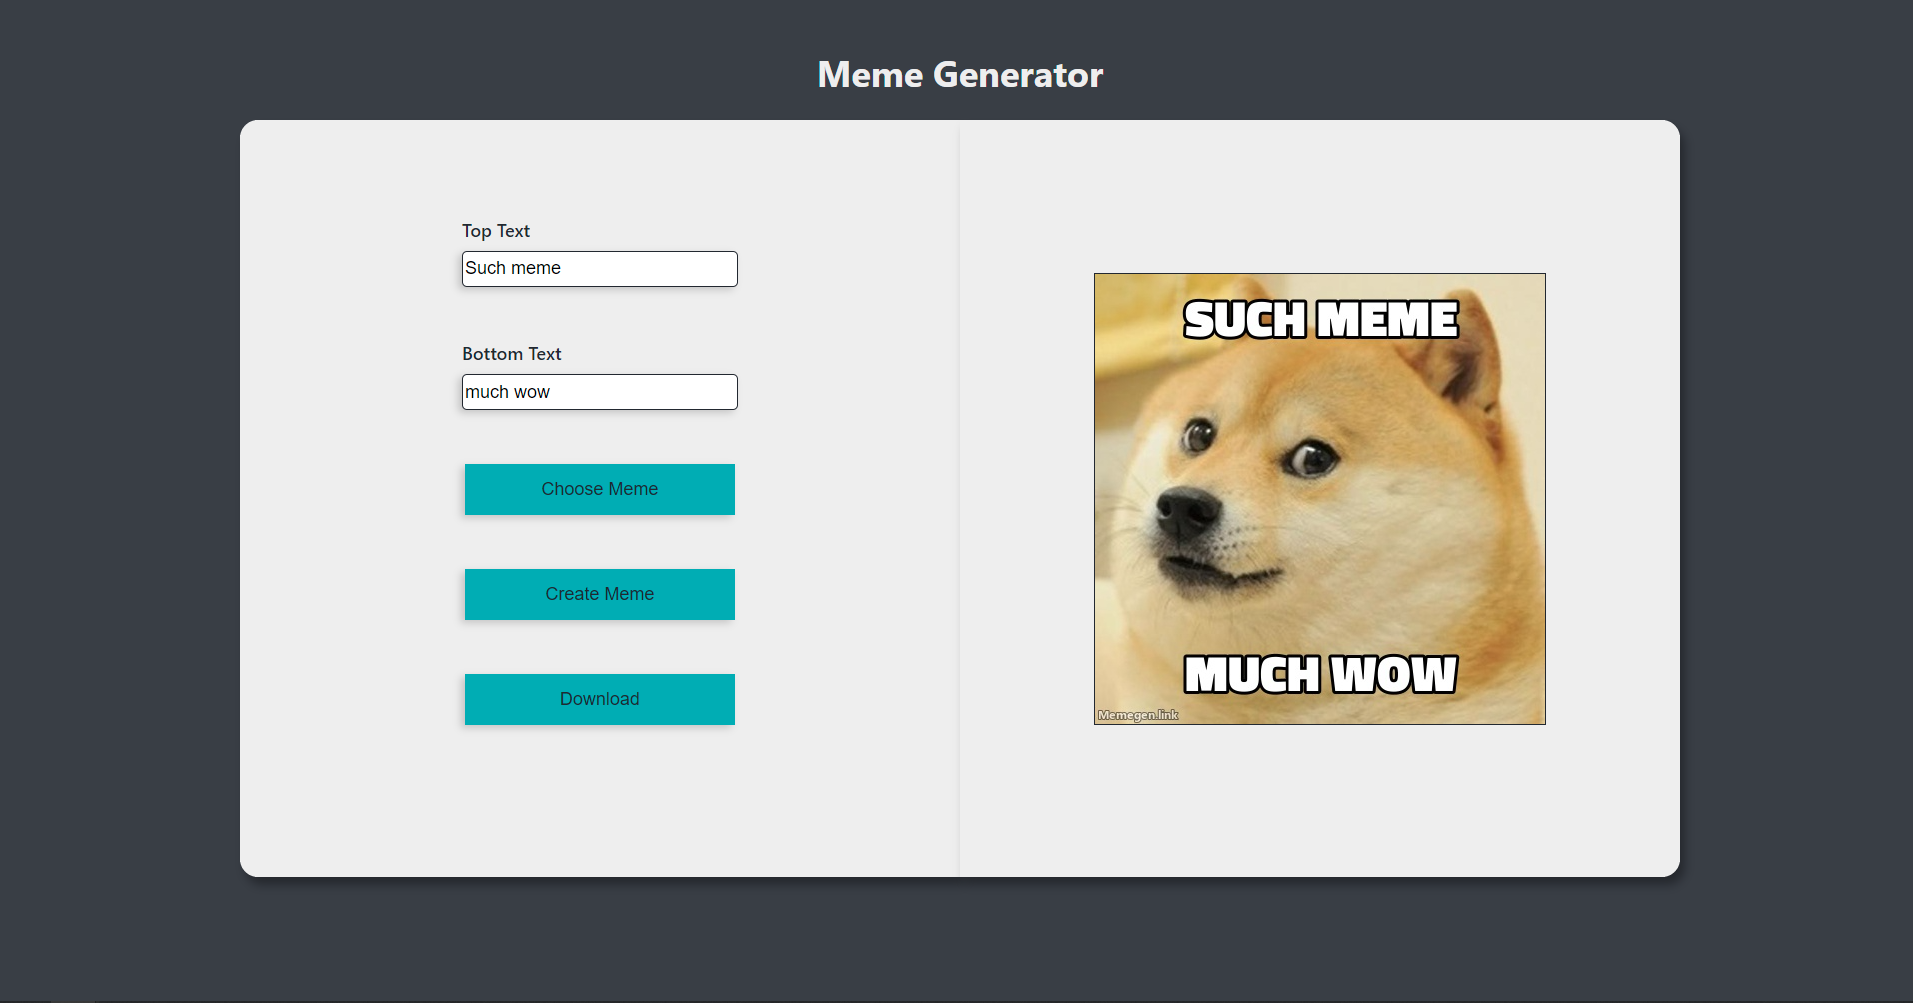 Meme Generator
Top Text
Such meme
Bottom Text
much wow
Choose Meme
Create Meme
Download
SUCH MEME
MUCH WOW
Memegen.link